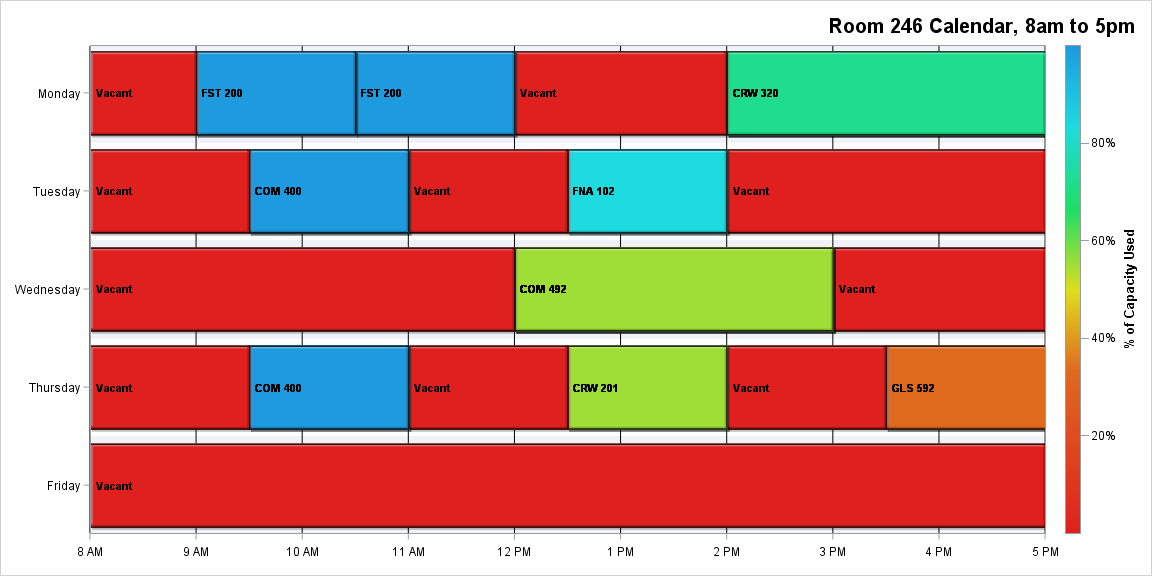 Room 246 Calendar, 8am to 5pm
Monday
Vacant
FST 200
FST 200
Vacant
CRW 320
Tuesday
Vacant
COM 400
Vacant
FNA 102
Vacant
Wednesday
Vacant
COM 492
Vacant
Thursday
Vacant
COM 400
Vacant
CRW 201
Vacant
GLS 592
Friday
Vacant
8 AM
9 AM
10 AM
11 AM
12 PM
1 PM
2 PM
3 PM
4 PM
5 PM
80%
60%
40%
20%
% of Capacity Used